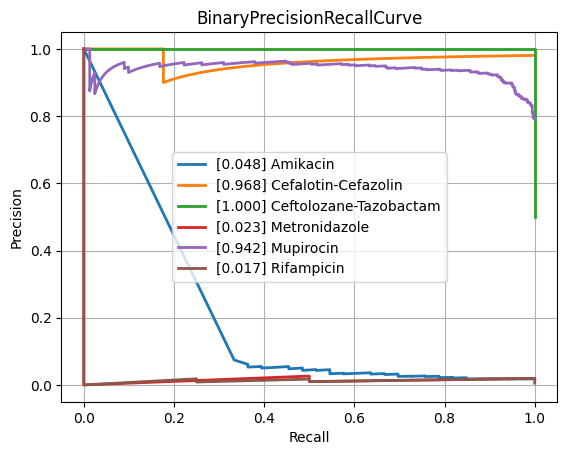 BinaryPrecisionRecallCurve
1.0
0.8
0.6
0.4
0.2
0.0
Precision
[0.048] Amikacin
[0.968] Cefalotin-Cefazolin
[1.000] Ceftolozane-Tazobactam
[0.023] Metronidazole
[0.942] Mupirocin
[0.017] Rifampicin
0.0 0.2 0.4 0.6 0.8 1.0
Recall